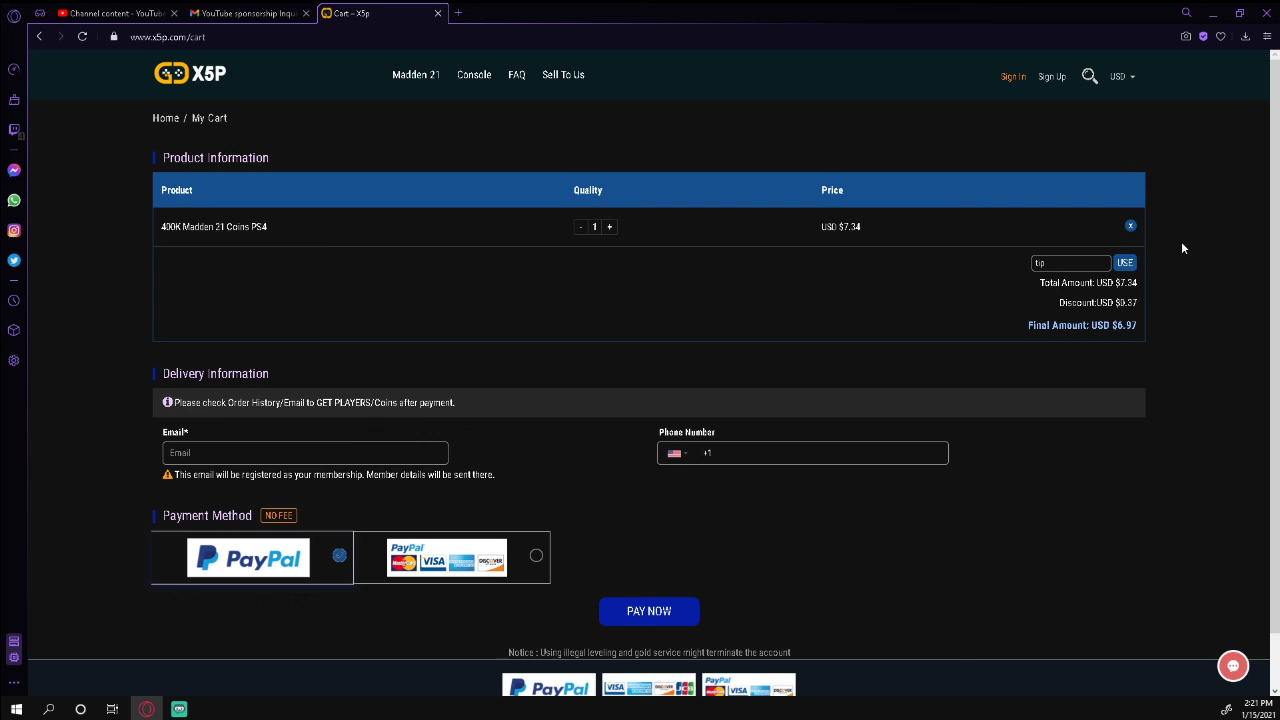 Channel content - YouTube
YouTube sponsorship Inqui
Cart – X5p
www.x5p.com/cart
X5P
Madden 21 Console FAQ Sell To Us
Sign In Sign Up USD
Home / My Cart
Product Information
Product Quality Price
400K Madden 21 Coins PS4 - 1 + USD $7.34 x
tip USE
Total Amount: USD $7.34
Discount:USD $0.37
Final Amount: USD $6.97
Delivery Information
Please check Order History/Email to GET PLAYERS/Coins after payment.
Email* Phone Number
Email +1
This email will be registered as your membership. Member details will be sent there.
Payment Method NO FEE
PayPal
PayPal
MasterCard VISA AMERICAN EXPRESS DISCOVER
PAY NOW
Notice : Using illegal leveling and gold service might terminate the account
PayPal VISA DISCOVER JCB PayPal VISA
2:21 PM
1/15/2021